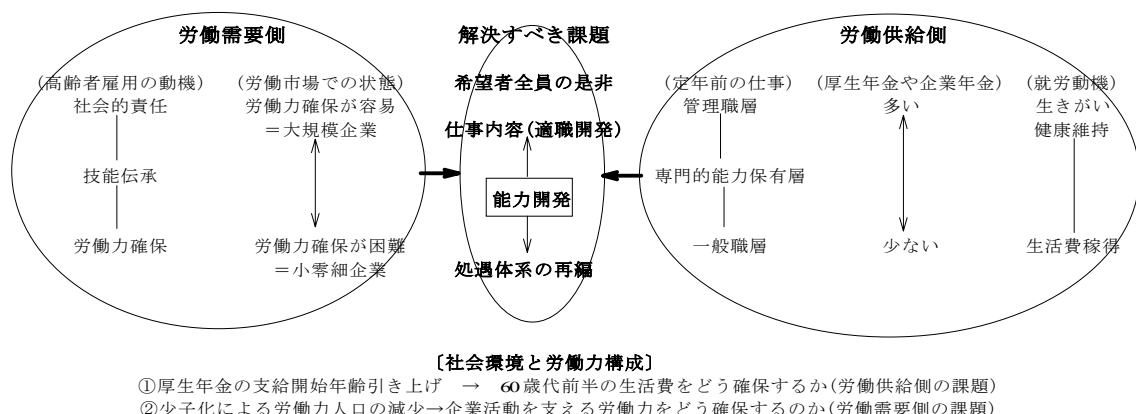 労働需要側
(高齢者雇用の動機)
社会的責任
技能伝承
労働力確保
(労働市場での状態)
労働力確保が容易
＝大規模企業
労働力確保が困難
＝小零細企業
解決すべき課題
希望者全員の是非
仕事内容(適職開発)
能力開発
処遇体系の再編
労働供給側
(定年前の仕事)
管理職層
専門的能力保有層
一般職層
(厚生年金や企業年金)
多い
少ない
(就労動機)
生きがい
健康維持
生活費稼得
〔社会環境と労働力構成〕
①厚生年金の支給開始年齢引き上げ　→　60歳代前半の生活費をどう確保するか(労働供給側の課題)
②少子化による労働力人口の減少→企業活動を支える労働力をどう確保するのか(労働需要側の課題)